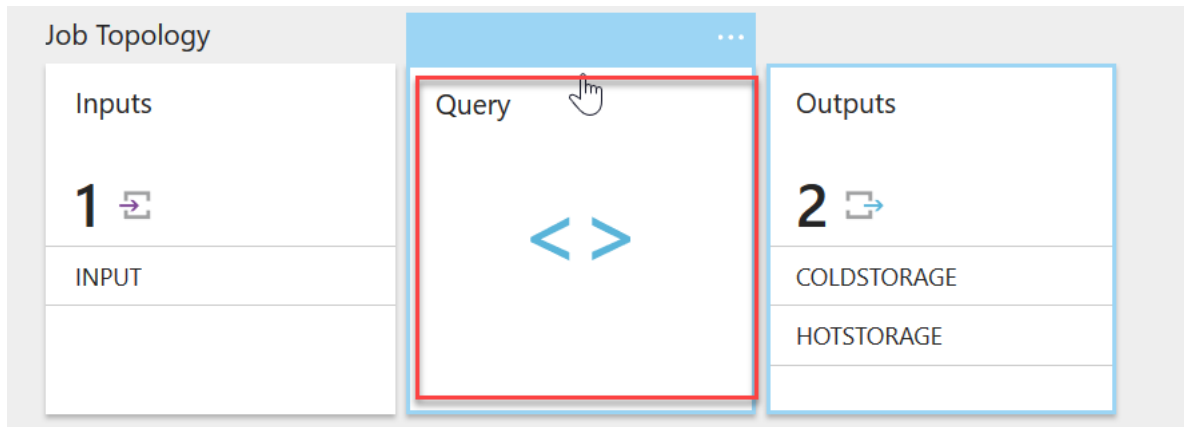 Job Topology
...
Inputs
1
INPUT
Query
< >
Outputs
2
COLDSTORAGE
HOTSTORAGE